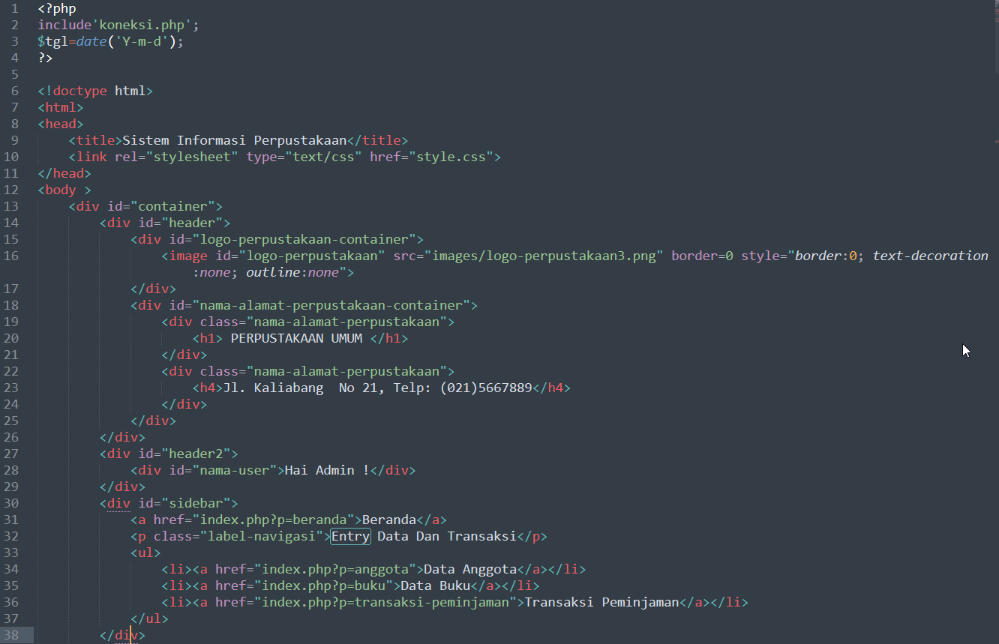 1 <?php
2 include'koneksi.php';
3 $tgl=date('Y-m-d');
4 ?>
5
6 <!doctype html>
7 <html>
8 <head>
9     <title>Sistem Informasi Perpustakaan</title>
10     <link rel="stylesheet" type="text/css" href="style.css">
11 </head>
12 <body >
13     <div id="container">
14         <div id="header">
15             <div id="logo-perpustakaan-container">
16                 <image id="logo-perpustakaan" src="images/logo-perpustakaan3.png" border=0 style="border:0; text-decoration
                    :none; outline:none">
17             </div>
18             <div id="nama-alamat-perpustakaan-container">
19                 <div class="nama-alamat-perpustakaan">
20                     <h1> PERPUSTAKAAN UMUM </h1>
21                 </div>
22                 <div class="nama-alamat-perpustakaan">
23                     <h4>Jl. Kaliabang  No 21, Telp: (021)5667889</h4>
24                 </div>
25             </div>
26         </div>
27         <div id="header2">
28             <div id="nama-user">Hai Admin !</div>
29         </div>
30         <div id="sidebar">
31             <a href="index.php?p=beranda">Beranda</a>
32             <p class="label-navigasi">Entry Data Dan Transaksi</p>
33             <ul>
34                 <li><a href="index.php?p=anggota">Data Anggota</a></li>
35                 <li><a href="index.php?p=buku">Data Buku</a></li>
36                 <li><a href="index.php?p=transaksi-peminjaman">Transaksi Peminjaman</a></li>
37             </ul>
38         </div>